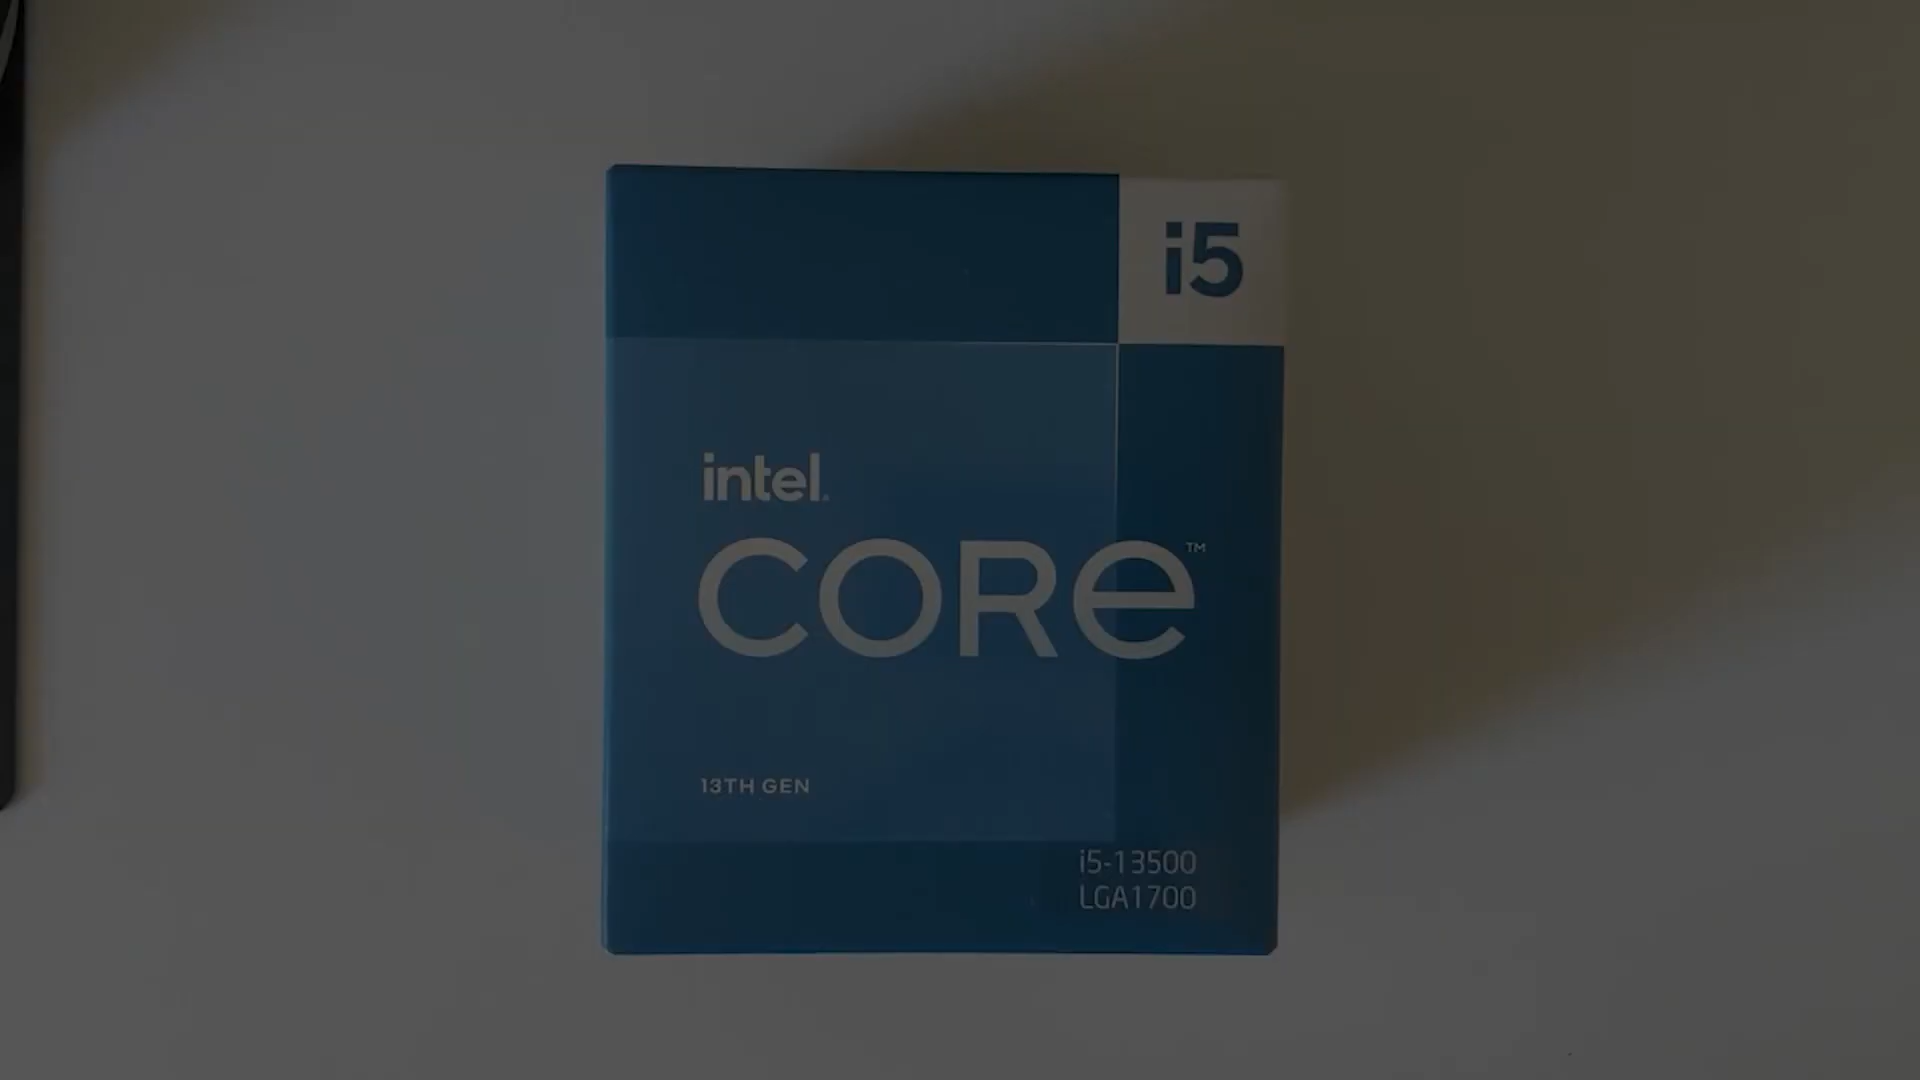 i5
intel.
CORE™
13TH GEN
i5-13500
LGA1700